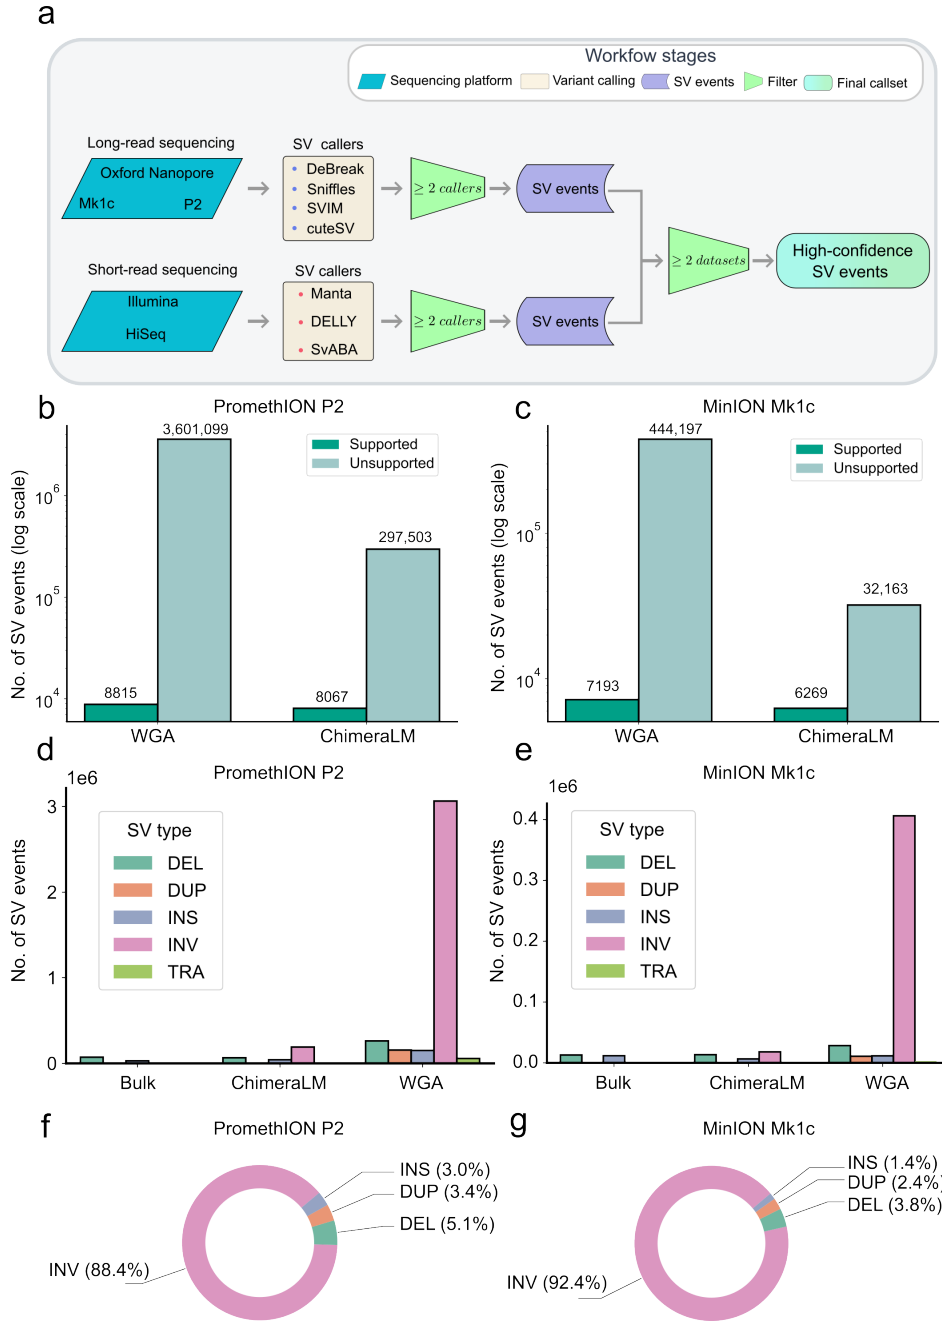 a
Workfow stages
Sequencing platform
Variant calling
SV events
Filter
Final callset
Long-read sequencing
Oxford Nanopore
Mk1c P2
SV callers
• DeBreak
• Sniffles
• SVIM
• cuteSV
≥ 2 callers
SV events
Short-read sequencing
Illumina
HiSeq
SV callers
• Manta
• DELLY
• SvABA
≥ 2 callers
SV events
≥ 2 datasets
High-confidence
SV events
b
PromethION P2
No. of SV events (log scale)
10^6
10^5
10^4
3,601,099
297,503
8815
8067
Supported
Unsupported
WGA
ChimeraLM
c
MinION Mk1c
No. of SV events (log scale)
10^5
10^4
444,197
32,163
7193
6269
Supported
Unsupported
WGA
ChimeraLM
d
PromethION P2
1e6
No. of SV events
3
2
1
0
SV type
DEL
DUP
INS
INV
TRA
Bulk
ChimeraLM
WGA
e
MinION Mk1c
1e6
No. of SV events
0.4
0.3
0.2
0.1
0.0
SV type
DEL
DUP
INS
INV
TRA
Bulk
ChimeraLM
WGA
f
PromethION P2
INS (3.0%)
DUP (3.4%)
DEL (5.1%)
INV (88.4%)
g
MinION Mk1c
INS (1.4%)
DUP (2.4%)
DEL (3.8%)
INV (92.4%)